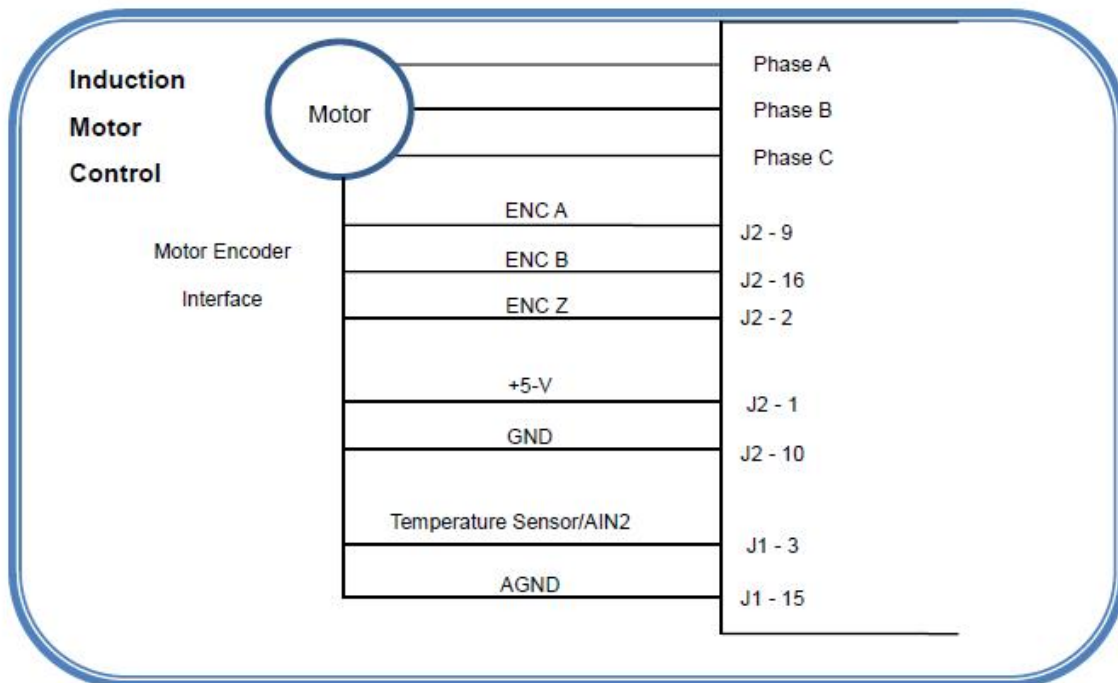 Induction
Motor
Control
Motor
Phase A
Phase B
Phase C
Motor Encoder
Interface
ENC A
J2 - 9
ENC B
J2 - 16
ENC Z
J2 - 2
+5-V
J2 - 1
GND
J2 - 10
Temperature Sensor/AIN2
J1 - 3
AGND
J1 - 15